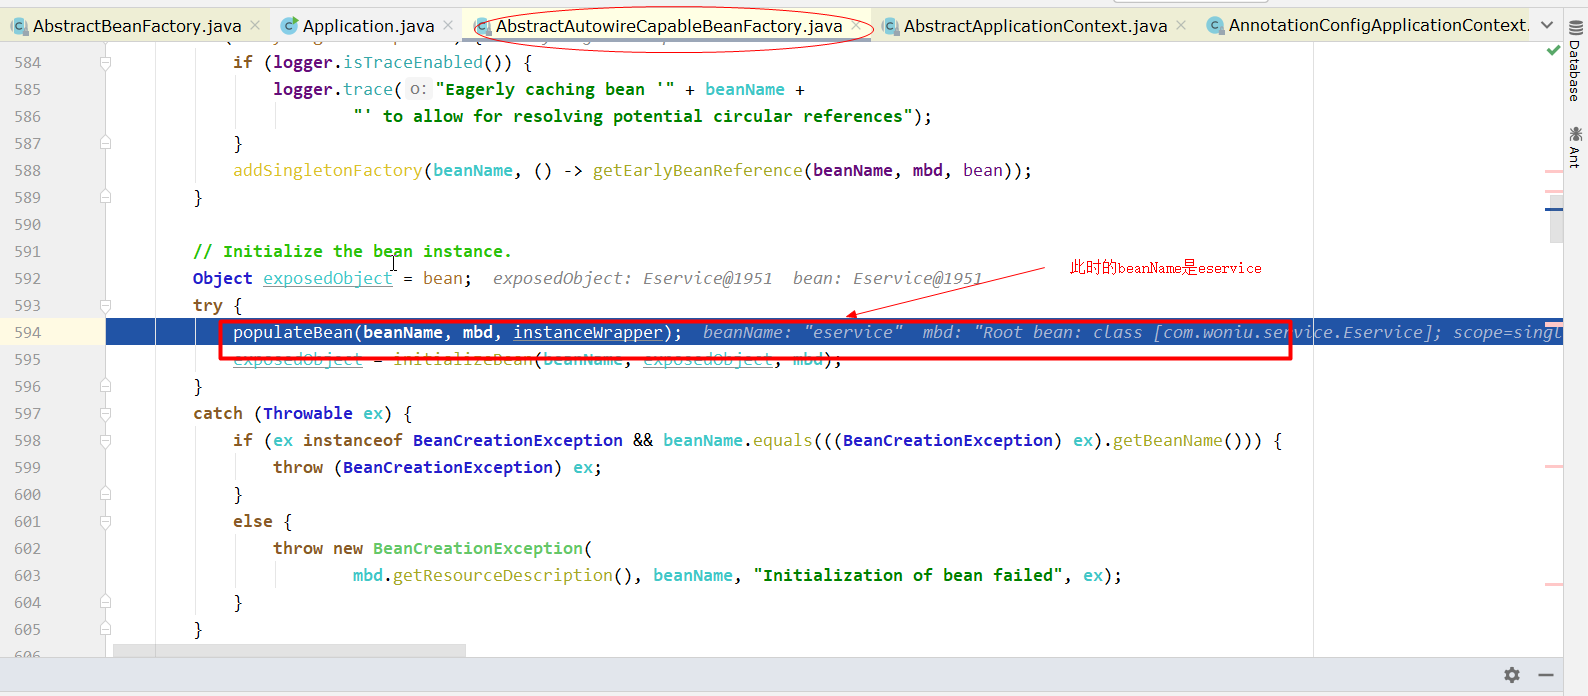 AbstractBeanFactory.java Application.java AbstractAutowireCapableBeanFactory.java AbstractApplicationContext.java AnnotationConfigApplicationContext.
584 if (logger.isTraceEnabled()) {
585 logger.trace( o: "Eagerly caching bean '" + beanName +
586 "' to allow for resolving potential circular references");
587 }
588 addSingletonFactory(beanName, () -> getEarlyBeanReference(beanName, mbd, bean));
589 }
590
591 // Initialize the bean instance.
592 Object exposedObject = bean; exposedObject: Eservice@1951 bean: Eservice@1951
此时的beanName是eservice
593 try {
594 populateBean(beanName, mbd, instanceWrapper); beanName: "eservice" mbd: "Root bean: class [com.woniu.service.Eservice]; scope=singl
595 exposedObject = initializeBean(beanName, exposedObject, mbd);
596 }
597 catch (Throwable ex) {
598 if (ex instanceof BeanCreationException && beanName.equals(((BeanCreationException) ex).getBeanName())) {
599 throw (BeanCreationException) ex;
600 }
601 else {
602 throw new BeanCreationException(
603 mbd.getResourceDescription(), beanName, "Initialization of bean failed", ex);
604 }
605 }
606
Database
Ant